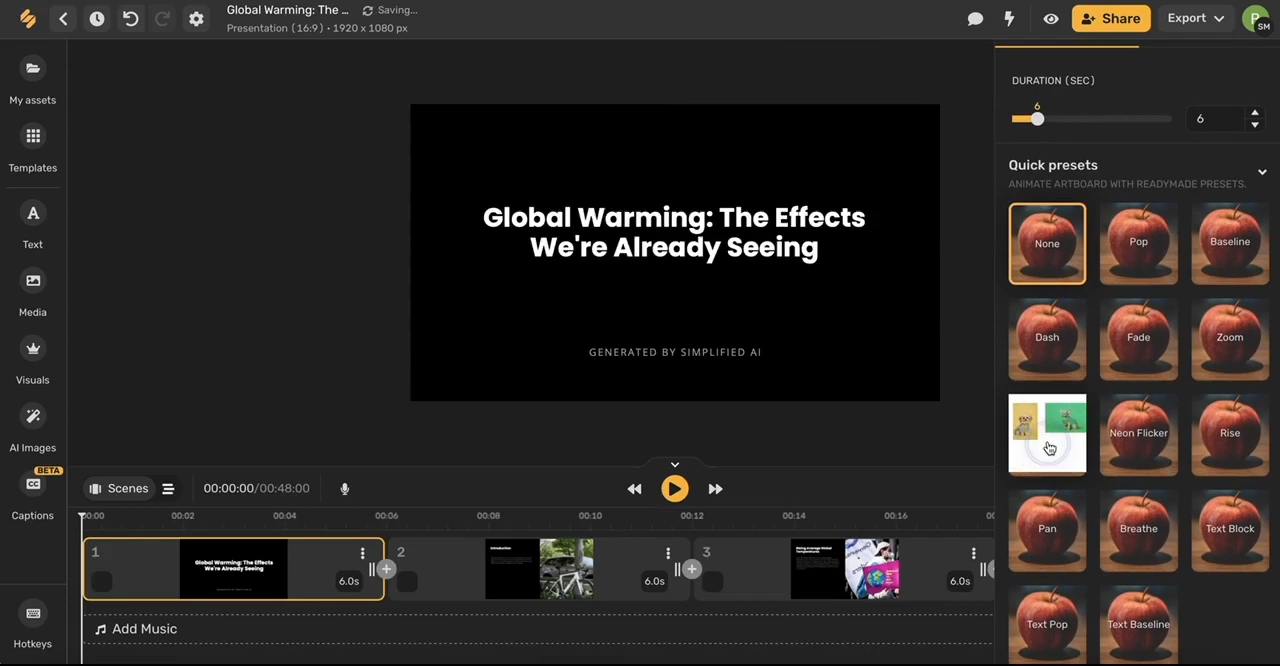 Global Warming: The ...
Saving...
Presentation (16:9) • 1920 x 1080 px
Share
Export
P
SM
My assets
Templates
Text
Media
Visuals
AI Images
BETA
CC
Captions
Hotkeys
Global Warming: The Effects
We're Already Seeing
GENERATED BY SIMPLIFIED AI
DURATION (SEC)
6
6
Quick presets
ANIMATE ARTBOARD WITH READYMADE PRESETS.
None
Pop
Baseline
Dash
Fade
Zoom
Neon Flicker
Rise
Pan
Breathe
Text Block
Text Pop
Text Baseline
Scenes
00:00:00/00:48:00
00:00
00:02
00:04
00:06
00:08
00:10
00:12
00:14
00:16
1
Global Warming: The Effects
We're Already Seeing
6.0s
2
Introduction
6.0s
3
Rising Average Global
Temperatures
6.0s
Add Music